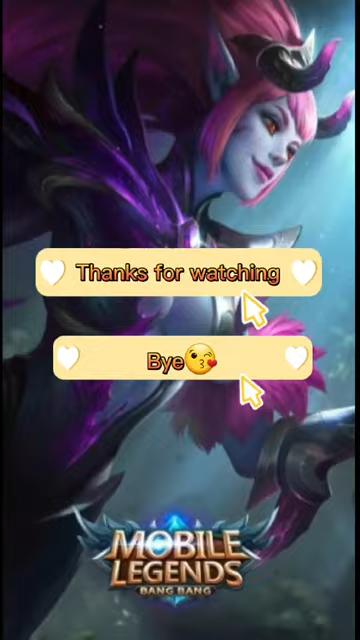 Thanks for watching
Bye😘
MOBILE
LEGENDS
BANG BANG